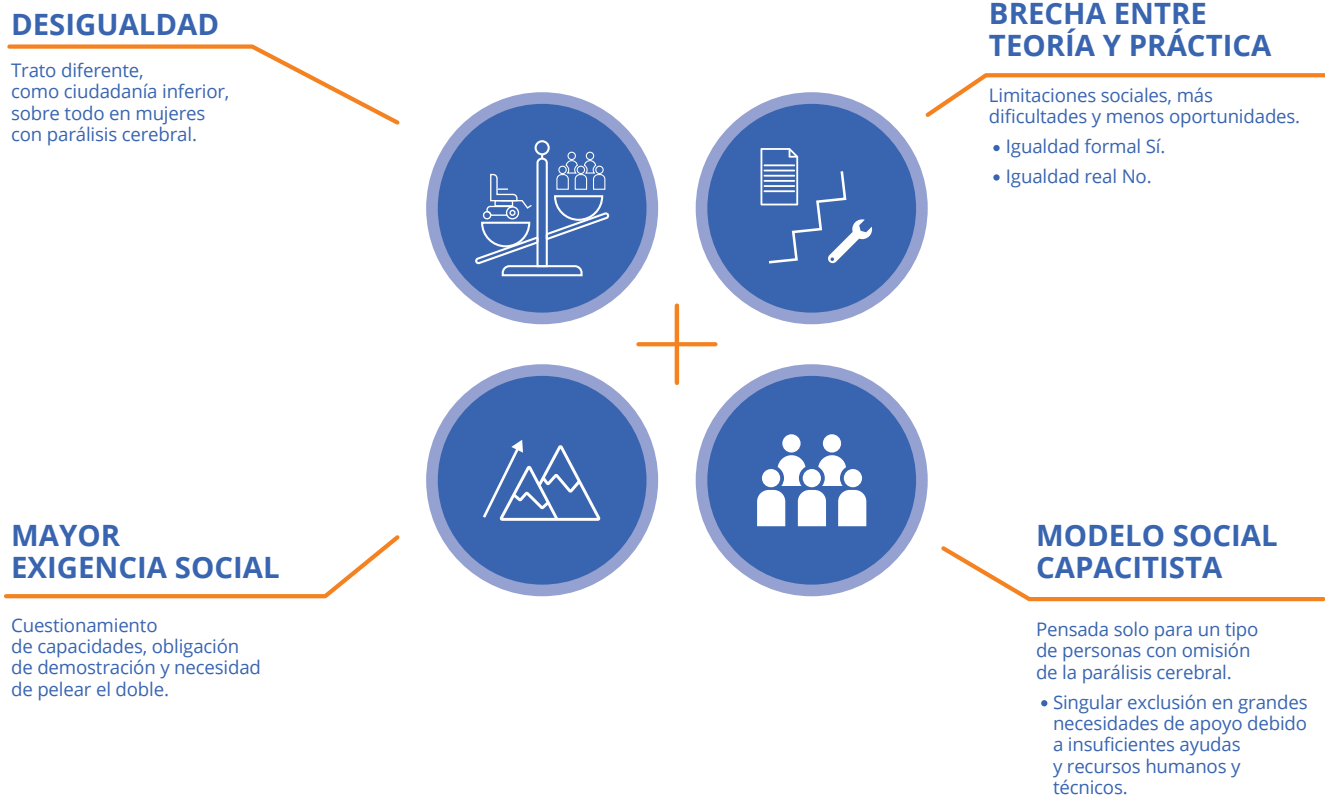 DESIGUALDAD
Trato diferente,
como ciudadanía inferior,
sobre todo en mujeres
con parálisis cerebral.
BRECHA ENTRE
TEORÍA Y PRÁCTICA
Limitaciones sociales, más
dificultades y menos oportunidades.
• Igualdad formal Sí.
• Igualdad real No.
MAYOR
EXIGENCIA SOCIAL
Cuestionamiento
de capacidades, obligación
de demostración y necesidad
de pelear el doble.
MODELO SOCIAL
CAPACITISTA
Pensada solo para un tipo
de personas con omisión
de la parálisis cerebral.
• Singular exclusión en grandes
necesidades de apoyo debido
a insuficientes ayudas
y recursos humanos y
técnicos.